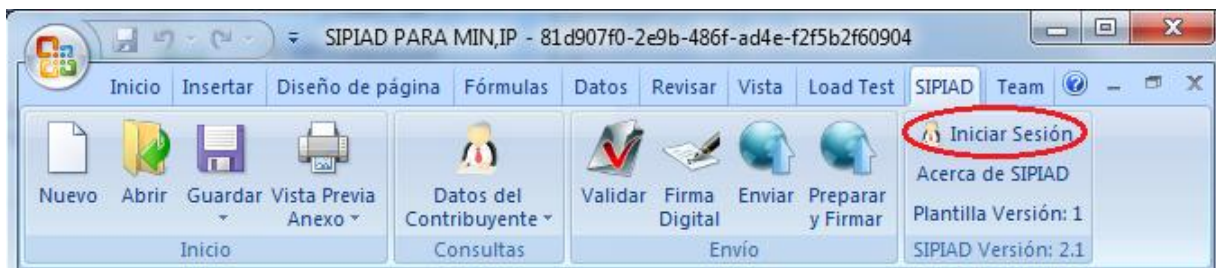 SIPIAD PARA MIN,IP - 81d907f0-2e9b-486f-ad4e-f2f5b2f60904
Inicio Insertar Diseño de página Fórmulas Datos Revisar Vista Load Test SIPIAD Team
Nuevo Abrir Guardar Vista Previa Anexo
Datos del Contribuyente
Validar Firma Digital Enviar Preparar y Firmar
Iniciar Sesión
Acerca de SIPIAD
Plantilla Versión: 1
Inicio Consultas Envío SIPIAD Versión: 2.1